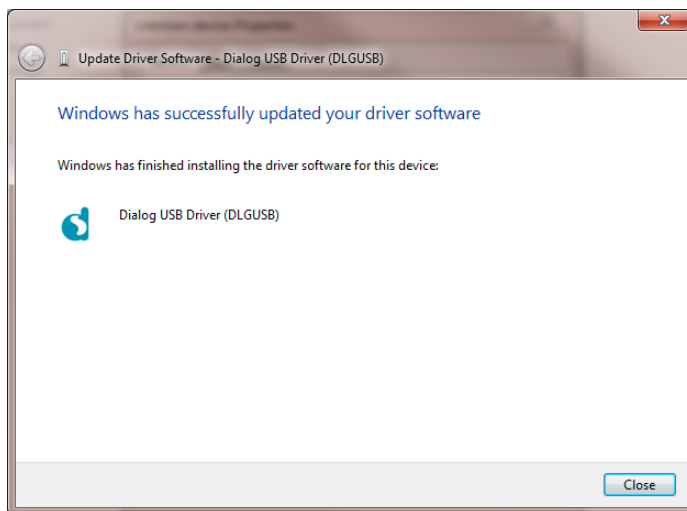 Update Driver Software - Dialog USB Driver (DLGUSB)
Windows has successfully updated your driver software
Windows has finished installing the driver software for this device:
Dialog USB Driver (DLGUSB)
Close